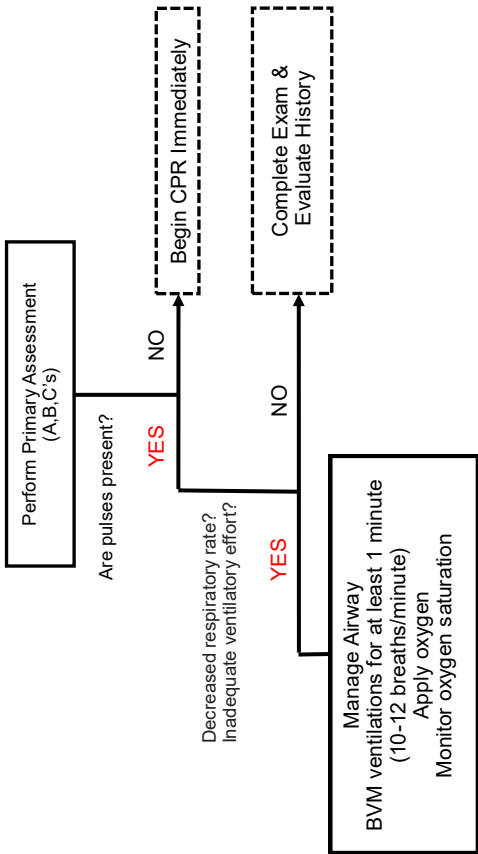 Perform Primary Assessment
(A,B,C's)
Are pulses present?
YES
NO
Begin CPR Immediately
Decreased respiratory rate?
Inadequate ventilatory effort?
YES
NO
Complete Exam &
Evaluate History
Manage Airway
BVM ventilations for at least 1 minute
(10-12 breaths/minute)
Apply oxygen
Monitor oxygen saturation